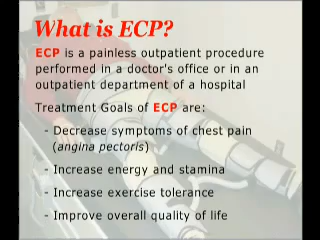 What is ECP?
ECP is a painless outpatient procedure
performed in a doctor's office or in an
outpatient department of a hospital
Treatment Goals of ECP are:
- Decrease symptoms of chest pain
(angina pectoris)
- Increase energy and stamina
- Increase exercise tolerance
- Improve overall quality of life